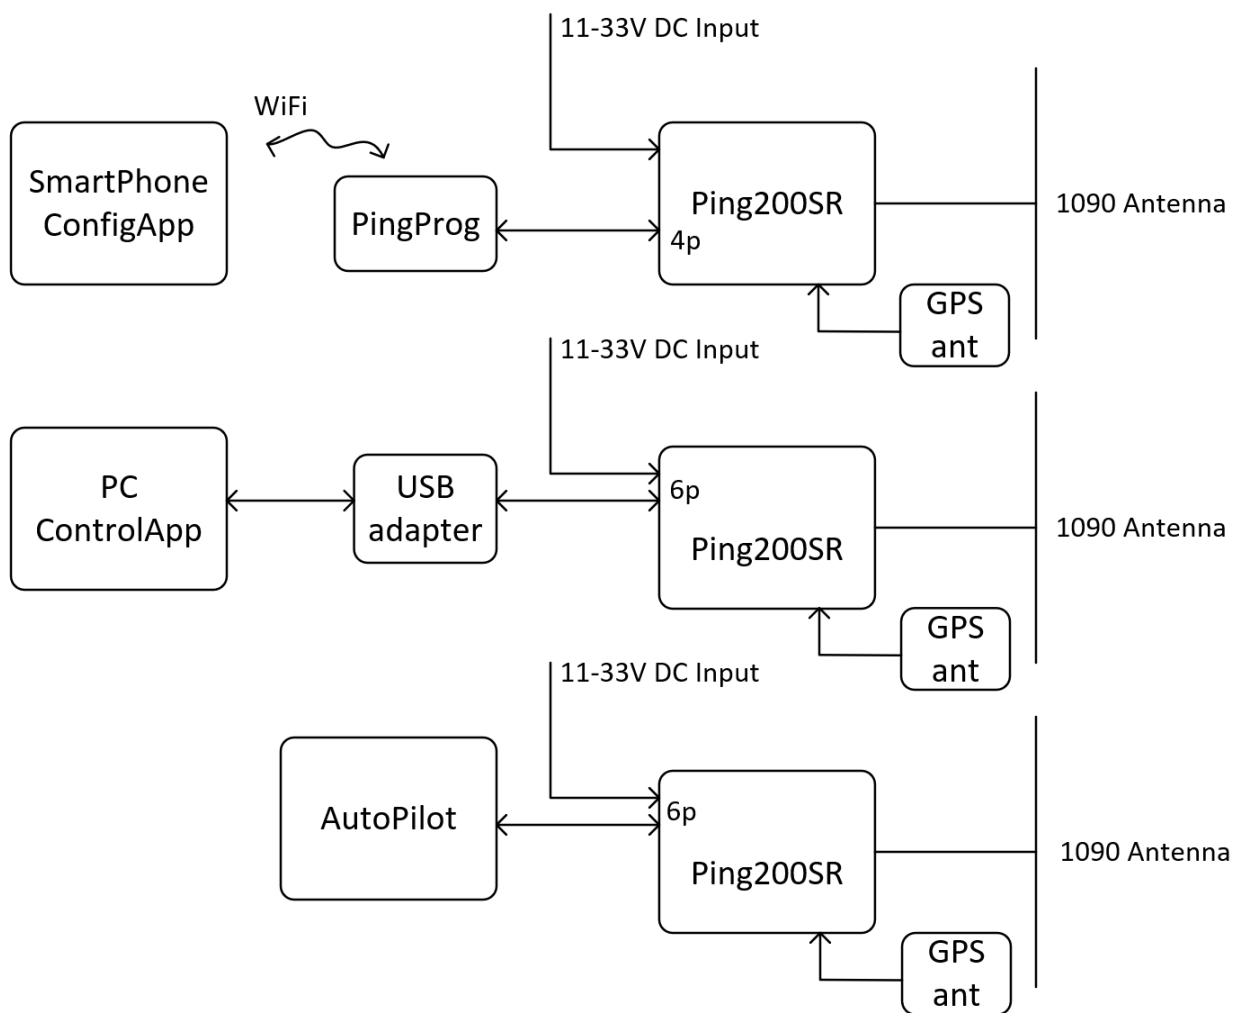 11-33V DC Input
WiFi
SmartPhone
ConfigApp
PingProg
Ping200SR
4p
1090 Antenna
GPS
ant
11-33V DC Input
PC
ControlApp
USB
adapter
6p
Ping200SR
1090 Antenna
GPS
ant
11-33V DC Input
AutoPilot
6p
Ping200SR
1090 Antenna
GPS
ant